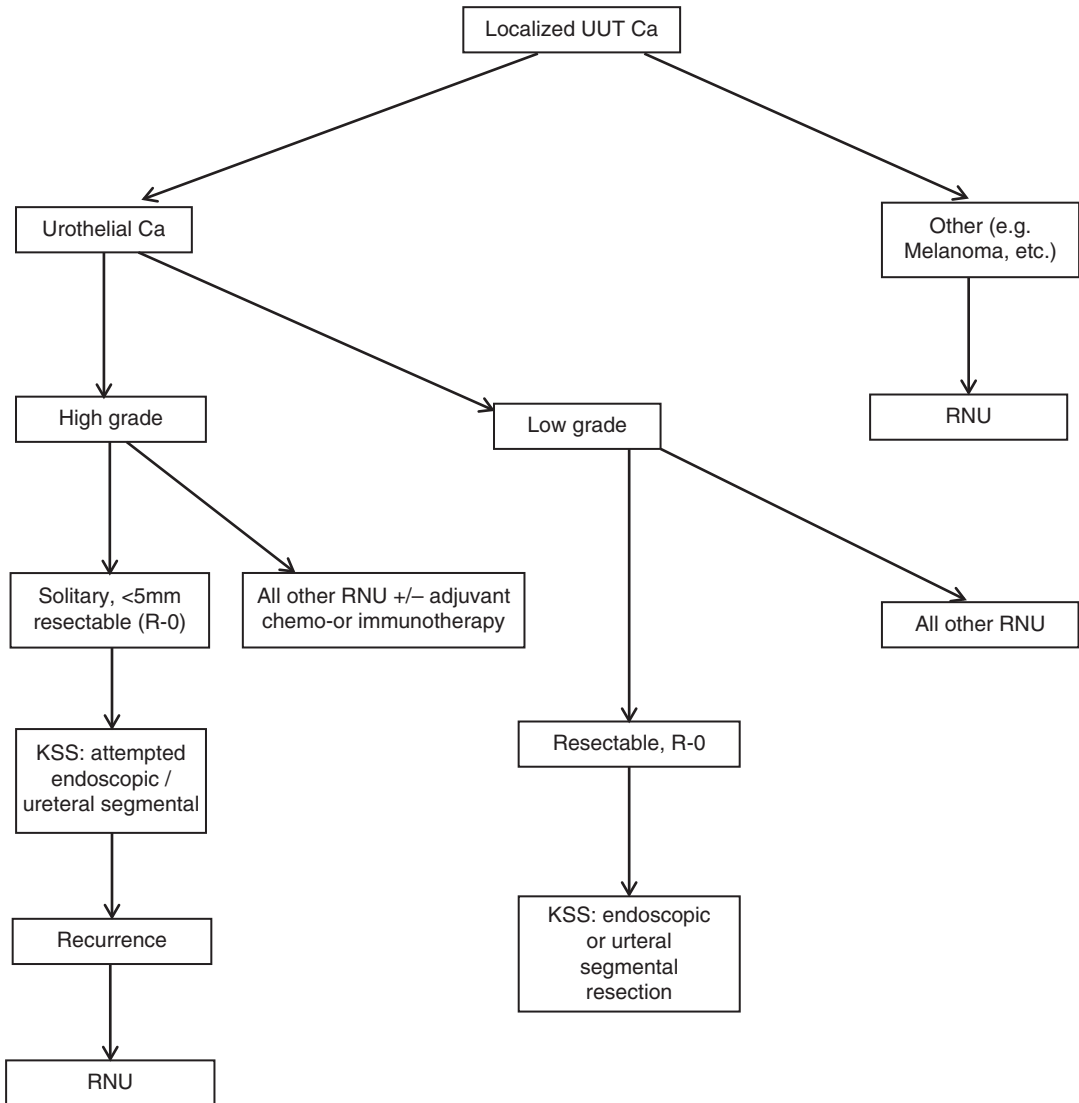 Localized UUT Ca
Urothelial Ca
Other (e.g.
Melanoma, etc.)
High grade
Low grade
RNU
Solitary, <5mm
resectable (R-0)
All other RNU +/– adjuvant
chemo-or immunotherapy
All other RNU
KSS: attempted
endoscopic /
ureteral segmental
Resectable, R-0
Recurrence
KSS: endoscopic
or urteral
segmental
resection
RNU